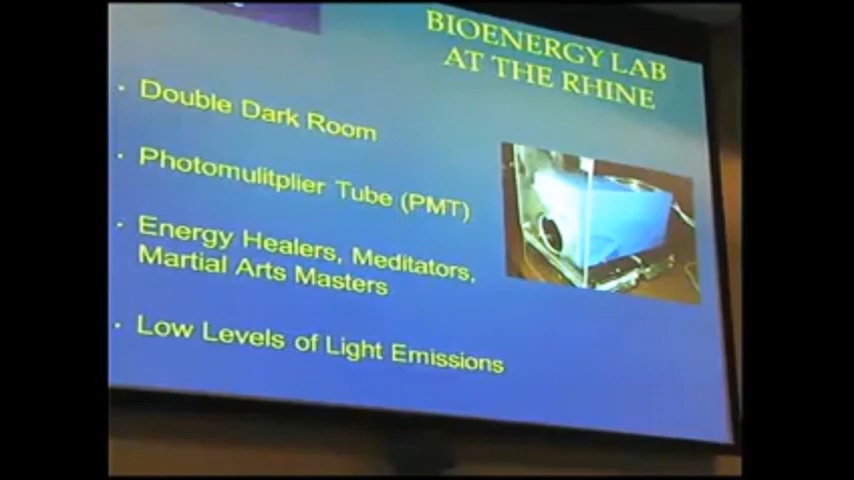 BIOENERGY LAB
AT THE RHINE
· Double Dark Room
· Photomulitplier Tube (PMT)
· Energy Healers, Meditators,
Martial Arts Masters
· Low Levels of Light Emissions